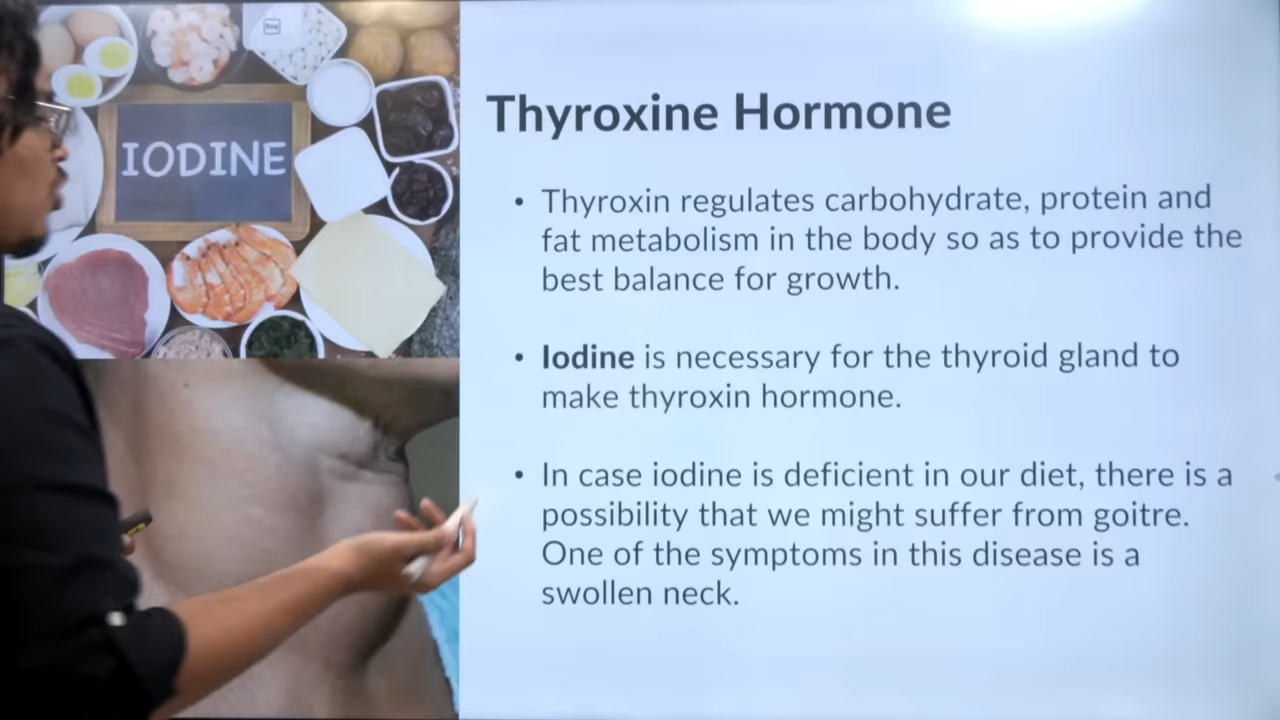 IODINE
Thyroxine Hormone
• Thyroxin regulates carbohydrate, protein and
fat metabolism in the body so as to provide the
best balance for growth.
• Iodine is necessary for the thyroid gland to
make thyroxin hormone.
• In case iodine is deficient in our diet, there is a
possibility that we might suffer from goitre.
One of the symptoms in this disease is a
swollen neck.